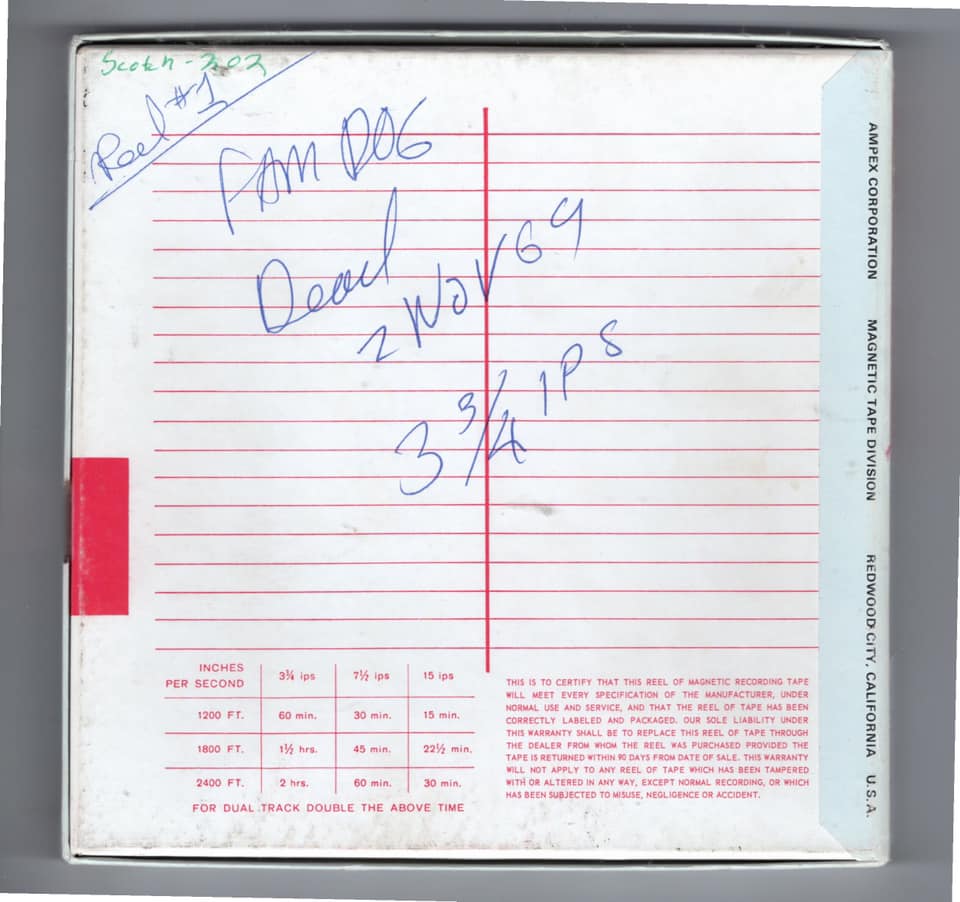 Scotch - 202
Reel #1
FAM DOG
Dead
2 NOV 69
3 3/4 IPS
AMPEX CORPORATION MAGNETIC TAPE DIVISION REDWOOD CITY, CALIFORNIA U.S.A.
INCHES PER SECOND 3¾ ips 7½ ips 15 ips
1200 FT. 60 min. 30 min. 15 min.
1800 FT. 1½ hrs. 45 min. 22½ min.
2400 FT. 2 hrs. 60 min. 30 min.
FOR DUAL TRACK DOUBLE THE ABOVE TIME
THIS IS TO CERTIFY THAT THIS REEL OF MAGNETIC RECORDING TAPE
WILL MEET EVERY SPECIFICATION OF THE MANUFACTURER, UNDER
NORMAL USE AND SERVICE, AND THAT THE REEL OF TAPE HAS BEEN
CORRECTLY LABELED AND PACKAGED. OUR SOLE LIABILITY UNDER
THIS WARRANTY SHALL BE TO REPLACE THIS REEL OF TAPE THROUGH
THE DEALER FROM WHOM THE REEL WAS PURCHASED PROVIDED THE
TAPE IS RETURNED WITHIN 90 DAYS FROM DATE OF SALE. THIS WARRANTY
WILL NOT APPLY TO ANY REEL OF TAPE WHICH HAS BEEN TAMPERED
WITH OR ALTERED IN ANY WAY, EXCEPT NORMAL RECORDING, OR WHICH
HAS BEEN SUBJECTED TO MISUSE, NEGLIGENCE OR ACCIDENT.